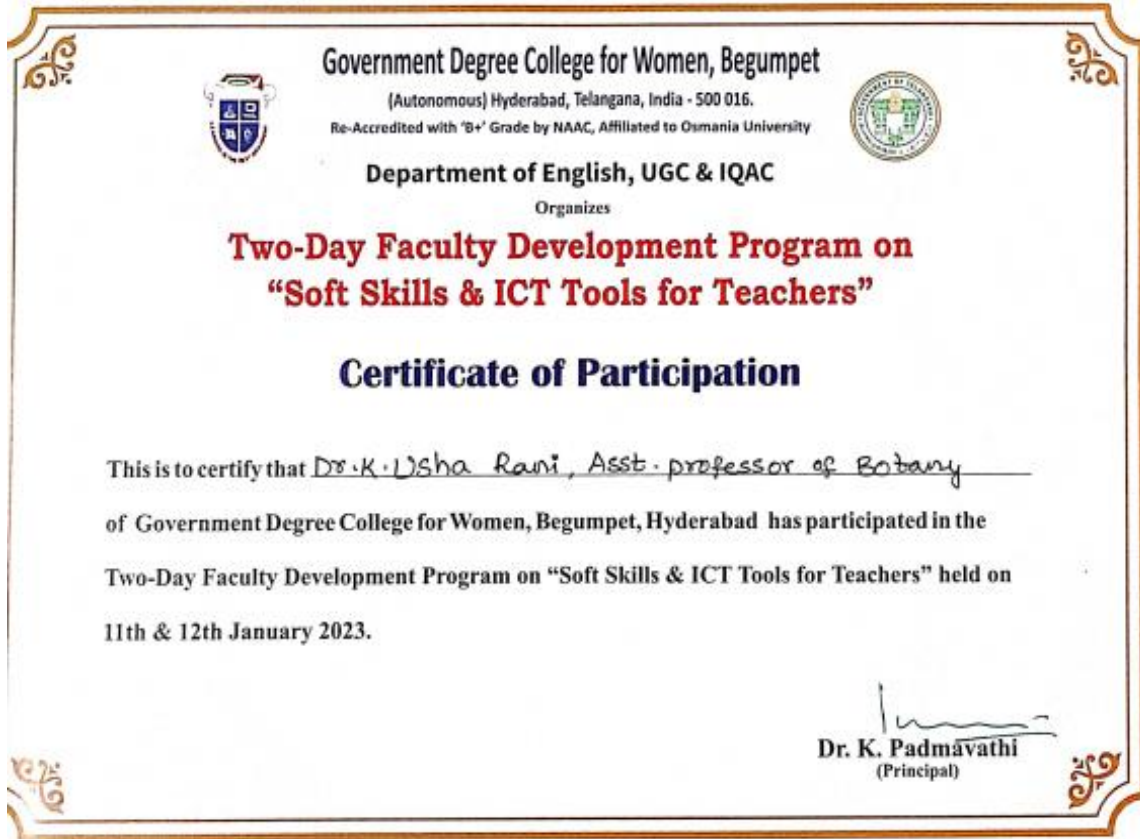 Government Degree College for Women, Begumpet
(Autonomous) Hyderabad, Telangana, India - 500 016.
Re-Accredited with 'B+' Grade by NAAC, Affiliated to Osmania University
Department of English, UGC & IQAC
Organizes
Two-Day Faculty Development Program on
“Soft Skills & ICT Tools for Teachers”
Certificate of Participation
This is to certify that Dr.K.Usha Rani, Asst. professor of Botany
of Government Degree College for Women, Begumpet, Hyderabad has participated in the
Two-Day Faculty Development Program on “Soft Skills & ICT Tools for Teachers” held on
11th & 12th January 2023.
Dr. K. Padmavathi
(Principal)